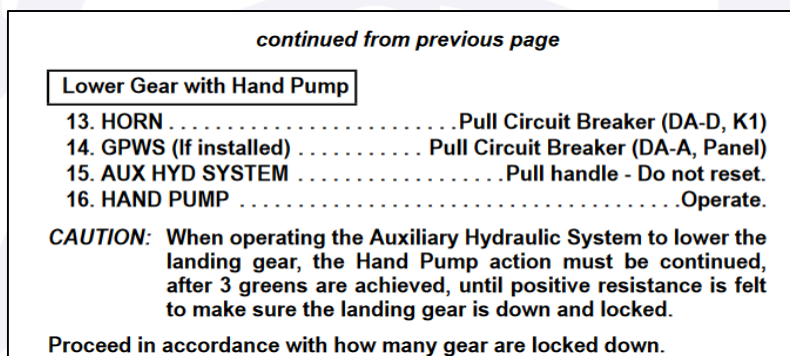 continued from previous page
Lower Gear with Hand Pump
13. HORN . . . . . . . . . . . . . . . . . . . . . . . . . Pull Circuit Breaker (DA-D, K1)
14. GPWS (If installed) . . . . . . . . . . . Pull Circuit Breaker (DA-A, Panel)
15. AUX HYD SYSTEM . . . . . . . . . . . . . . . . . . Pull handle - Do not reset.
16. HAND PUMP . . . . . . . . . . . . . . . . . . . . . . . . . . . . . . . . . . . . . . .Operate.
CAUTION: When operating the Auxiliary Hydraulic System to lower the
landing gear, the Hand Pump action must be continued,
after 3 greens are achieved, until positive resistance is felt
to make sure the landing gear is down and locked.
Proceed in accordance with how many gear are locked down.